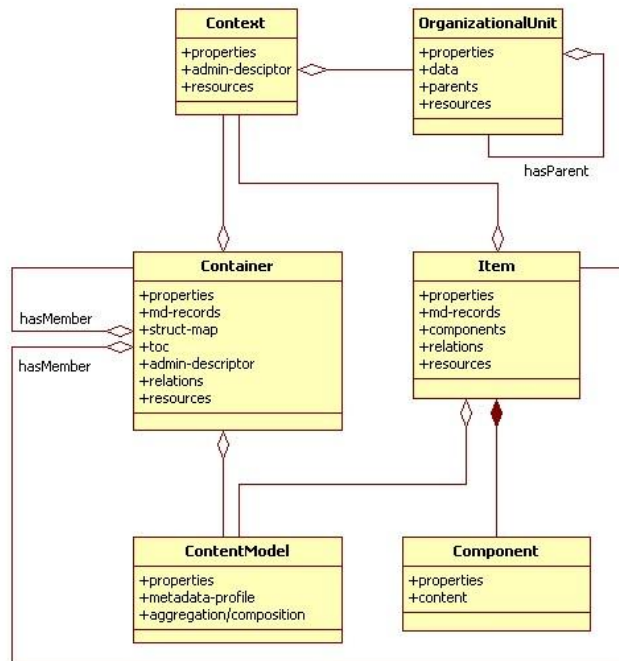 Context
+properties
+admin-desciptor
+resources
OrganizationalUnit
+properties
+data
+parents
+resources
hasParent
Container
+properties
+md-records
+struct-map
+toc
+admin-descriptor
+relations
+resources
hasMember
hasMember
Item
+properties
+md-records
+components
+relations
+resources
ContentModel
+properties
+metadata-profile
+aggregation/composition
Component
+properties
+content